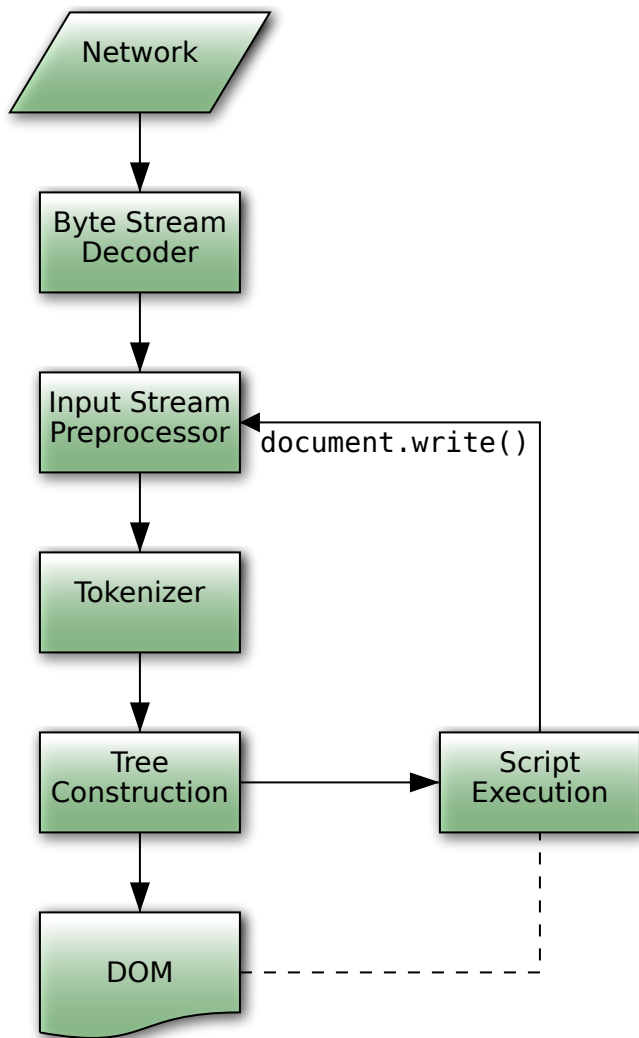 Network
Byte Stream
Decoder
Input Stream
Preprocessor
document.write()
Tokenizer
Tree
Construction
Script
Execution
DOM